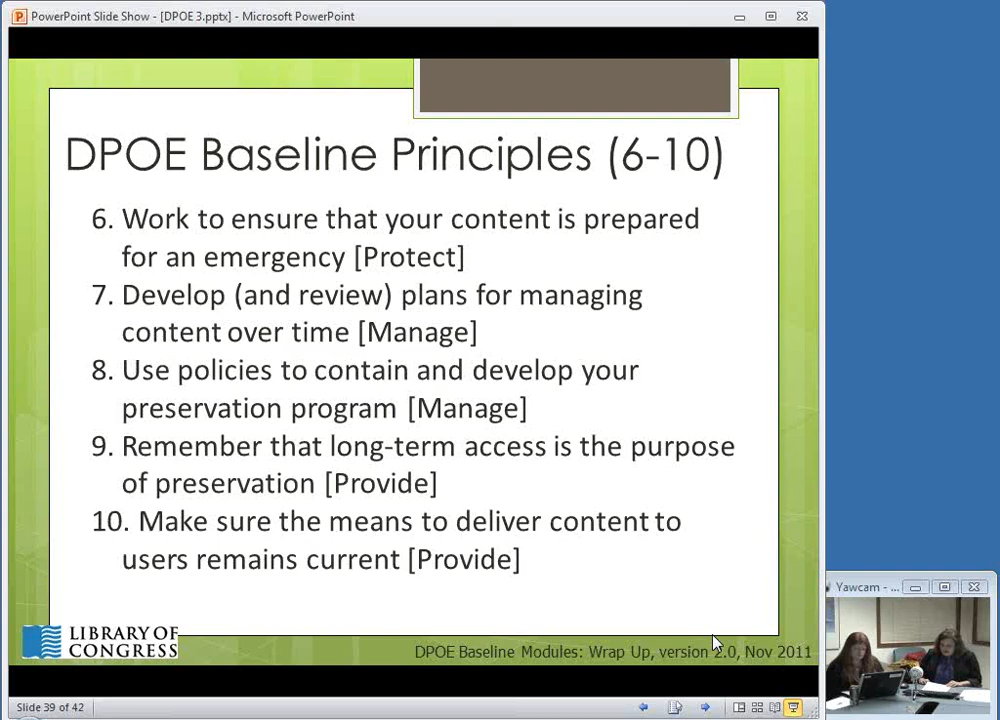 PowerPoint Slide Show - [DPOE 3.pptx] - Microsoft PowerPoint
DPOE Baseline Principles (6-10)
6. Work to ensure that your content is prepared
for an emergency [Protect]
7. Develop (and review) plans for managing
content over time [Manage]
8. Use policies to contain and develop your
preservation program [Manage]
9. Remember that long-term access is the purpose
of preservation [Provide]
10. Make sure the means to deliver content to
users remains current [Provide]
Yawcam - ...
LIBRARY OF
CONGRESS
DPOE Baseline Modules: Wrap Up, version 2.0, Nov 2011
Slide 39 of 42